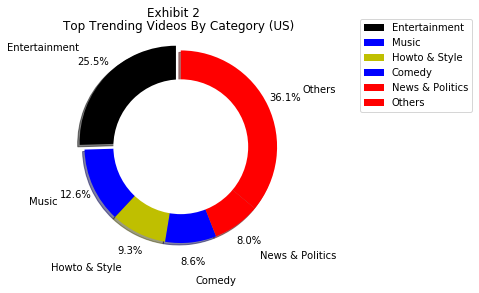 Exhibit 2
Top Trending Videos By Category (US)
Entertainment
25.5%
Others
36.1%
Music
12.6%
Howto & Style
9.3%
Comedy
8.6%
News & Politics
8.0%
Entertainment
Music
Howto & Style
Comedy
News & Politics
Others